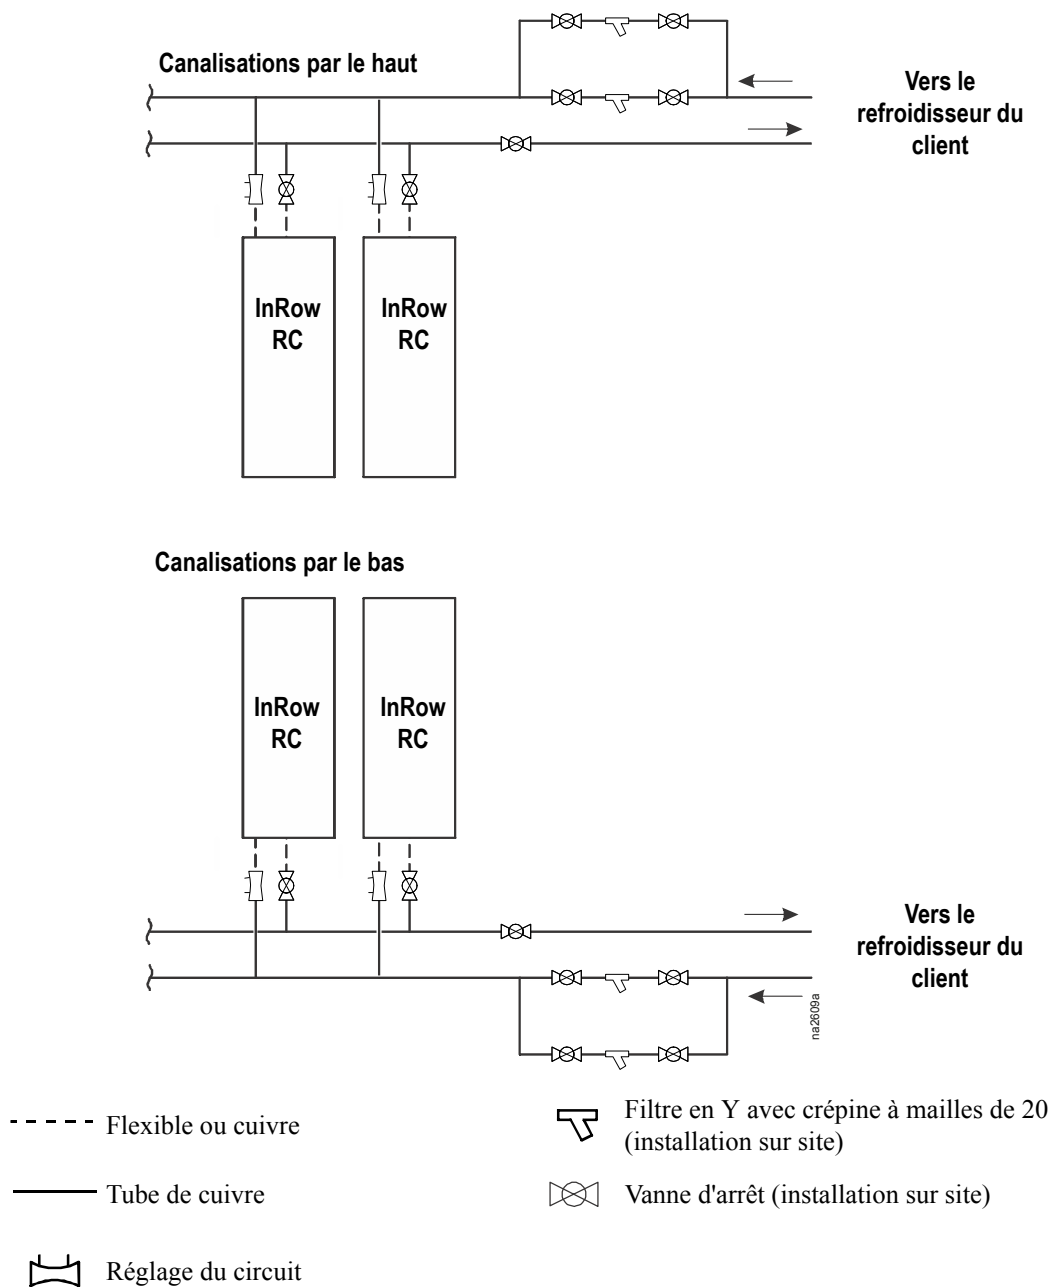 Canalisations par le haut
Vers le
refroidisseur du
client
InRow
RC
InRow
RC
Canalisations par le bas
InRow
RC
InRow
RC
Vers le
refroidisseur du
client
na2609a
Flexible ou cuivre
Filtre en Y avec crépine à mailles de 20
(installation sur site)
Tube de cuivre
Vanne d'arrêt (installation sur site)
Réglage du circuit